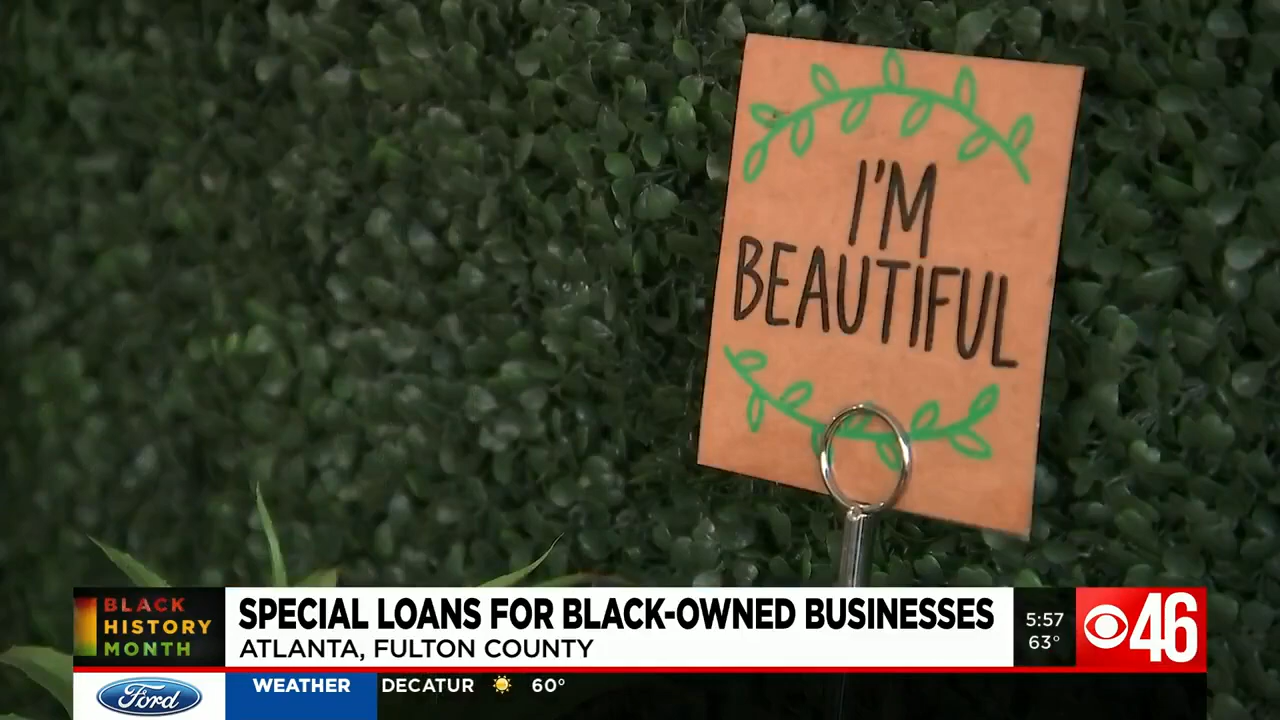 I'M
BEAUTIFUL
BLACK
HISTORY
MONTH
SPECIAL LOANS FOR BLACK-OWNED BUSINESSES
ATLANTA, FULTON COUNTY
5:57
63°
46
Ford
WEATHER
DECATUR 60°